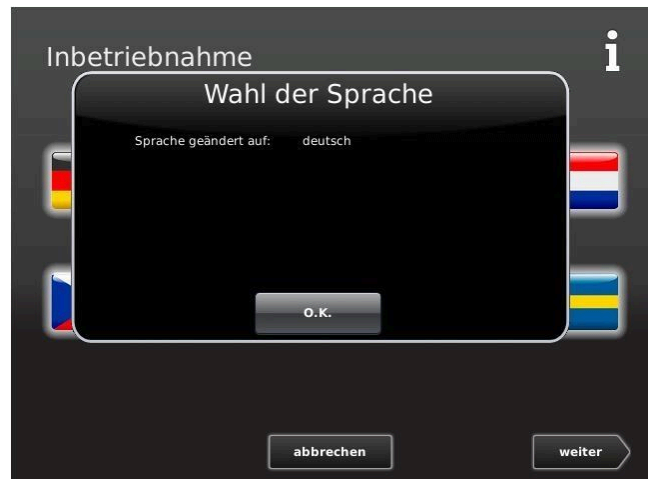 Inbetriebnahme
i
Wahl der Sprache
Sprache geändert auf: deutsch
O.K.
abbrechen weiter